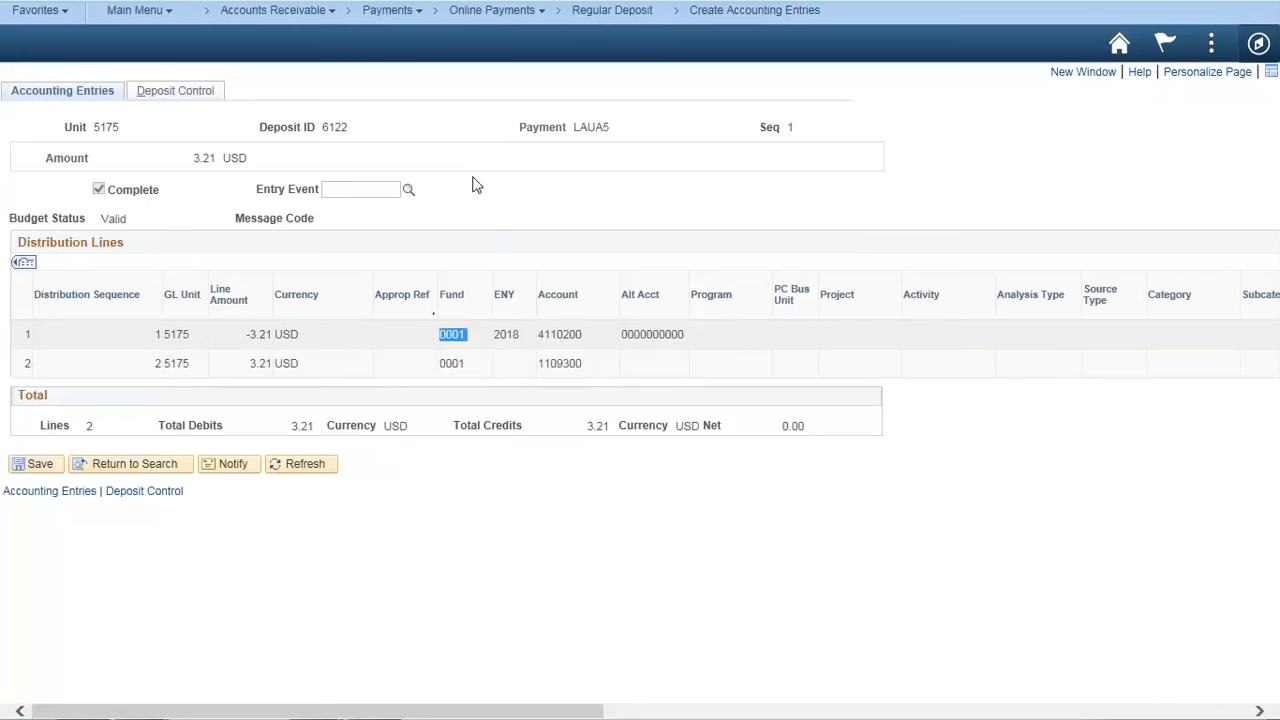 Favorites Main Menu > Accounts Receivable > Payments > Online Payments > Regular Deposit > Create Accounting Entries
New Window | Help | Personalize Page |
Accounting Entries Deposit Control
Unit 5175 Deposit ID 6122 Payment LAUA5 Seq 1
Amount 3.21 USD
Complete Entry Event
Budget Status Valid Message Code
Distribution Lines
Distribution Sequence GL Unit Line Amount Currency Approp Ref Fund ENY Account Alt Acct Program PC Bus Unit Project Activity Analysis Type Source Type Category Subcate
1 1 5175 -3.21 USD 0001 2018 4110200 0000000000
2 2 5175 3.21 USD 0001 1109300
Total
Lines 2 Total Debits 3.21 Currency USD Total Credits 3.21 Currency USD Net 0.00
Save Return to Search Notify Refresh
Accounting Entries | Deposit Control